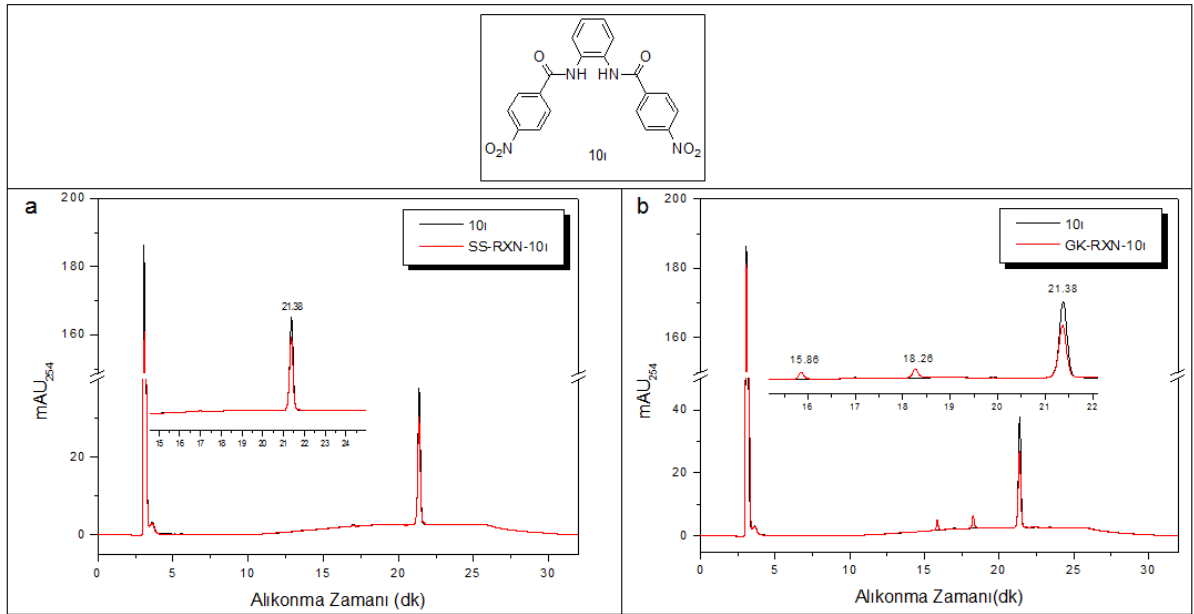 O
O
NH HN
O₂N
NO₂
10ı
a
200
180
160
20
0
mAU254
10ı
SS-RXN-10ı
21.38
15 16 17 18 19 20 21 22 23 24
0 5 10 15 20 25 30
Alıkonma Zamanı (dk)
b
200
180
160
40
20
0
mAU254
10ı
GK-RXN-10ı
15.86
18.26
21.38
16 17 18 19 20 21 22
0 5 10 15 20 25 30
Alıkonma Zamanı(dk)